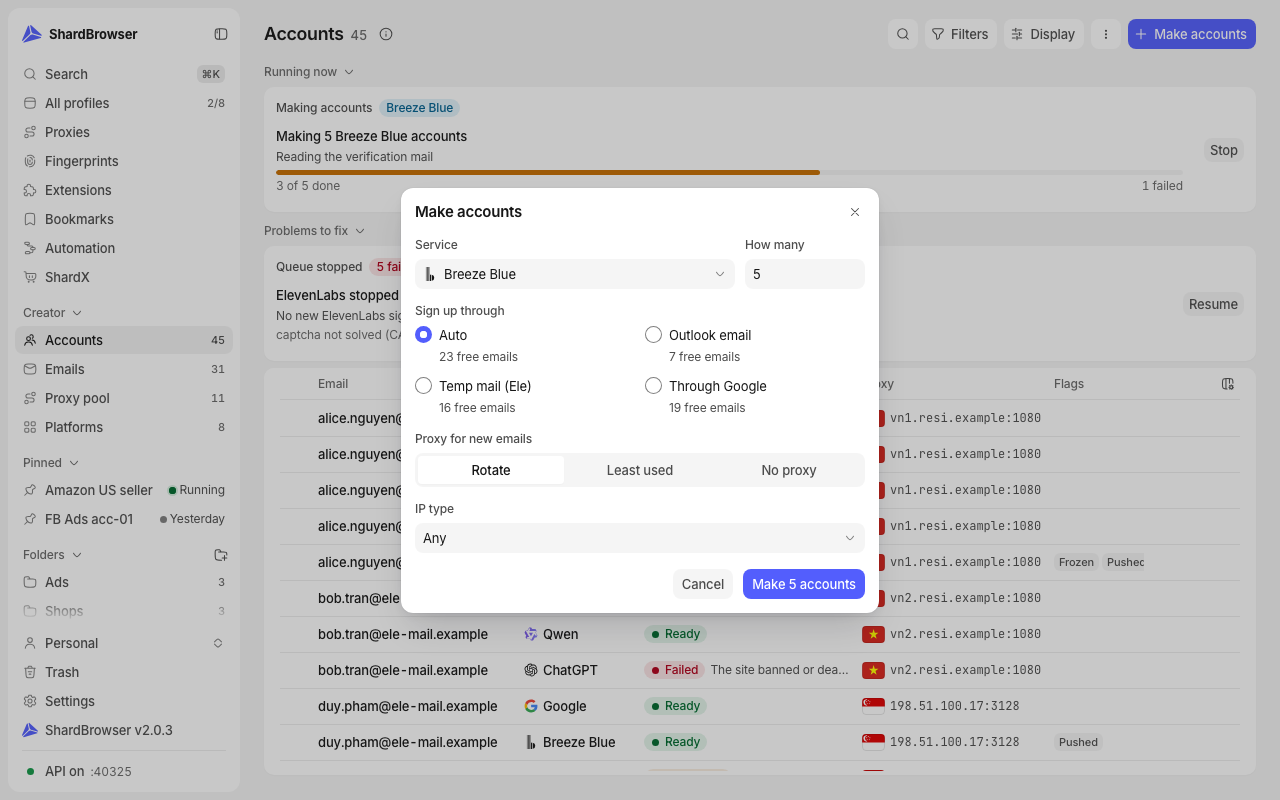 ShardBrowser
Search ⌘K
All profiles 2/8
Proxies
Fingerprints
Extensions
Bookmarks
Automation
ShardX
Creator
Accounts 45
Emails 31
Proxy pool 11
Platforms 8
Pinned
Amazon US seller Running
FB Ads acc-01 Yesterday
Folders
Ads 3
Shops 3
Personal
Trash
Settings
ShardBrowser v2.0.3
API on :40325
Accounts 45
Filters
Display
Make accounts
Running now
Making accounts Breeze Blue
Making 5 Breeze Blue accounts
Reading the verification mail
Stop
3 of 5 done 1 failed
Problems to fix
Queue stopped 5 fai
ElevenLabs stopped
No new ElevenLabs sig
captcha not solved (CA
Resume
Make accounts
Service
Breeze Blue
How many
5
Sign up through
Auto
23 free emails
Outlook email
7 free emails
Temp mail (Ele)
16 free emails
Through Google
19 free emails
Proxy for new emails
Rotate Least used No proxy
IP type
Any
Cancel Make 5 accounts
Email Flags
alice.nguyen@ vn1.resi.example:1080
alice.nguyen@ vn1.resi.example:1080
alice.nguyen@ vn1.resi.example:1080
alice.nguyen@ vn1.resi.example:1080
alice.nguyen@ vn1.resi.example:1080 Frozen Pushed
bob.tran@ele vn2.resi.example:1080
bob.tran@ele-mail.example Qwen Ready vn2.resi.example:1080
bob.tran@ele-mail.example ChatGPT Failed The site banned or dea... vn2.resi.example:1080
duy.pham@ele-mail.example Google Ready 198.51.100.17:3128
duy.pham@ele-mail.example Breeze Blue Ready 198.51.100.17:3128 Pushed